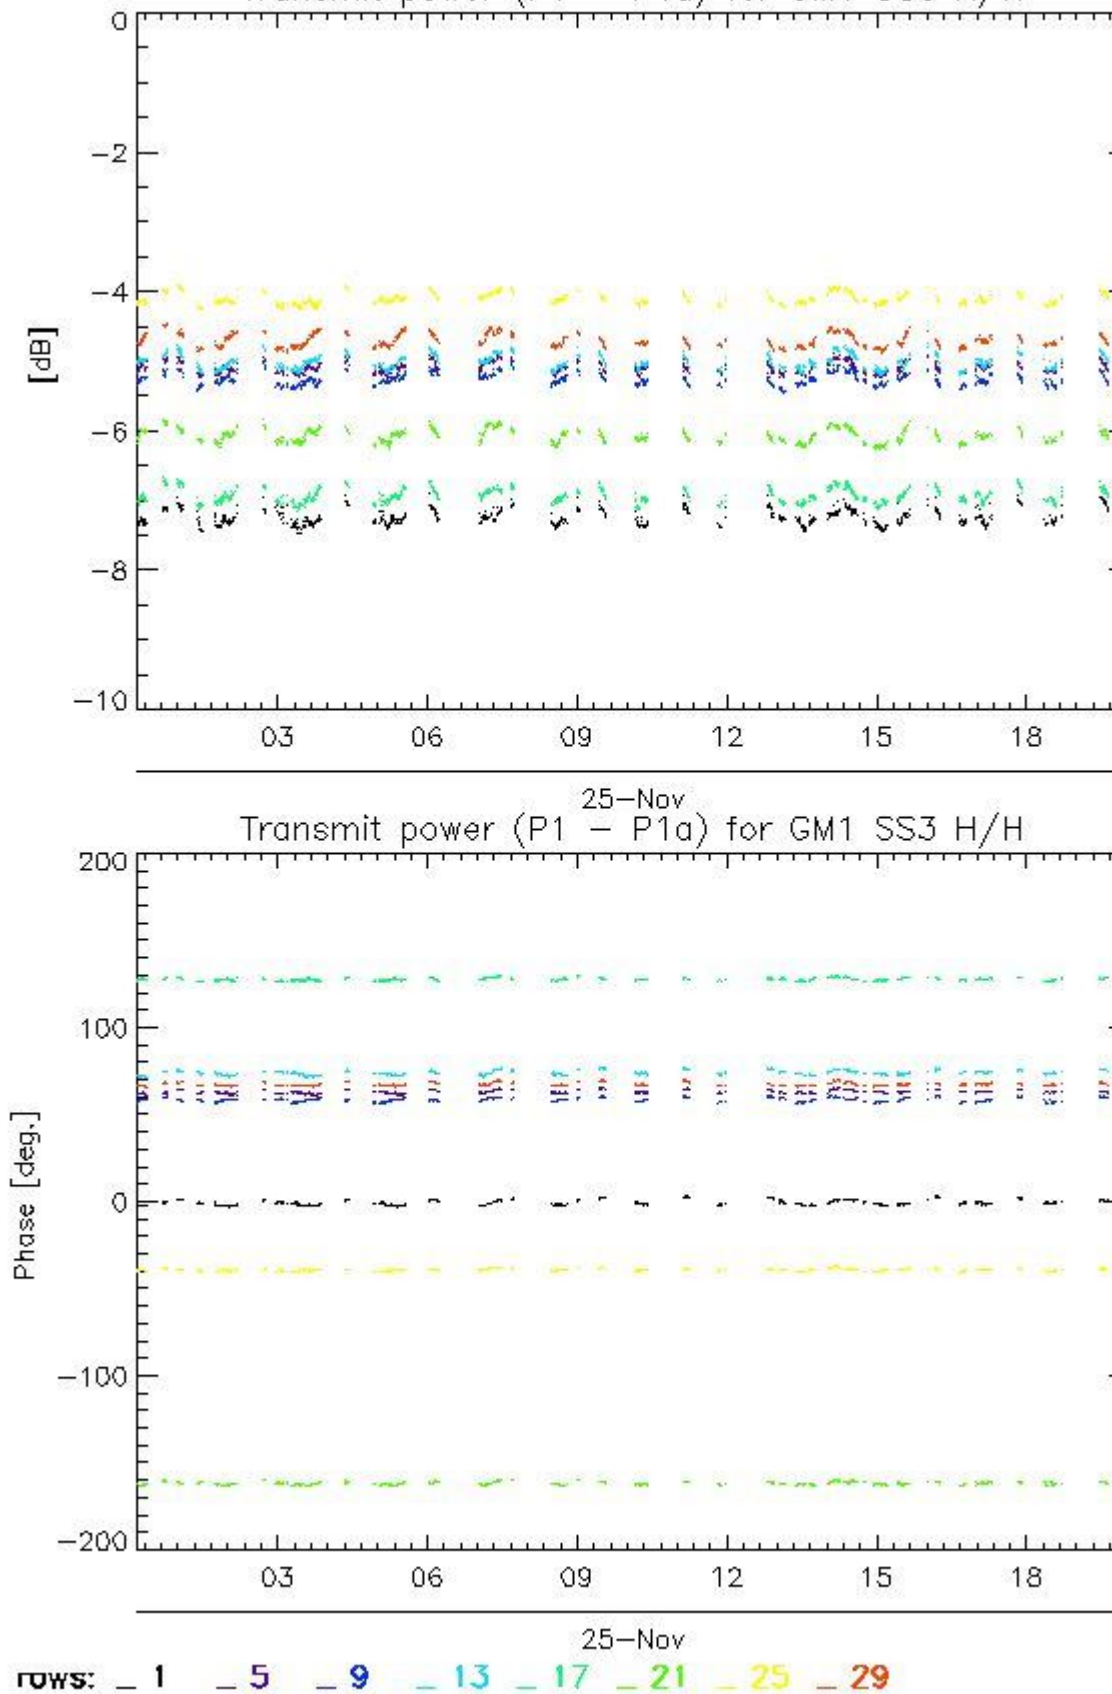 0
-2
-4
-6
-8
-10
[dB]
03 06 09 12 15 18
25-Nov
Transmit power (P1 - P1a) for GM1 SS3 H/H
200
100
0
-100
-200
Phase [deg.]
03 06 09 12 15 18
25-Nov
rows: _ 1 _ 5 _ 9 _ 13 _ 17 _ 21 _ 25 _ 29